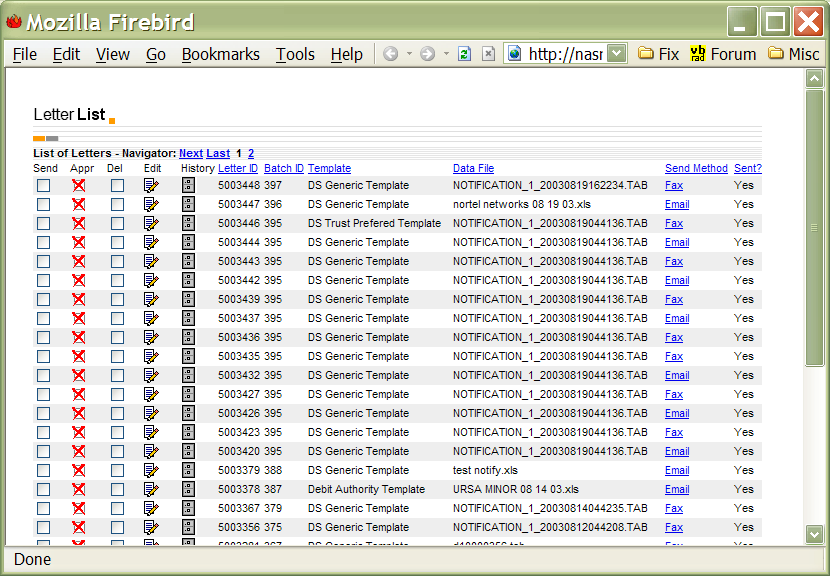 Mozilla Firebird
File Edit View Go Bookmarks Tools Help http://nasr Fix vb rad Forum Misc
Letter List
List of Letters - Navigator: Next Last 1 2
Send Appr Del Edit History Letter ID Batch ID Template Data File Send Method Sent?
5003448 397 DS Generic Template NOTIFICATION_1_20030819162234.TAB Fax Yes
5003447 396 DS Generic Template nortel networks 08 19 03.xls Email Yes
5003446 395 DS Trust Prefered Template NOTIFICATION_1_20030819044136.TAB Fax Yes
5003444 395 DS Generic Template NOTIFICATION_1_20030819044136.TAB Email Yes
5003443 395 DS Generic Template NOTIFICATION_1_20030819044136.TAB Fax Yes
5003442 395 DS Generic Template NOTIFICATION_1_20030819044136.TAB Fax Yes
5003439 395 DS Generic Template NOTIFICATION_1_20030819044136.TAB Fax Yes
5003437 395 DS Generic Template NOTIFICATION_1_20030819044136.TAB Email Yes
5003436 395 DS Generic Template NOTIFICATION_1_20030819044136.TAB Fax Yes
5003435 395 DS Generic Template NOTIFICATION_1_20030819044136.TAB Fax Yes
5003432 395 DS Generic Template NOTIFICATION_1_20030819044136.TAB Email Yes
5003427 395 DS Generic Template NOTIFICATION_1_20030819044136.TAB Fax Yes
5003426 395 DS Generic Template NOTIFICATION_1_20030819044136.TAB Email Yes
5003423 395 DS Generic Template NOTIFICATION_1_20030819044136.TAB Fax Yes
5003420 395 DS Generic Template NOTIFICATION_1_20030819044136.TAB Email Yes
5003379 388 DS Generic Template test notify.xls Email Yes
5003378 387 Debit Authority Template URSA MINOR 08 14 03.xls Email Yes
5003367 379 DS Generic Template NOTIFICATION_1_20030814044235.TAB Fax Yes
5003356 375 DS Generic Template NOTIFICATION_1_20030812044208.TAB Fax Yes
Done